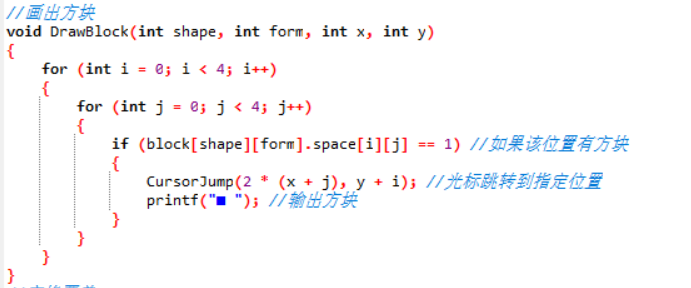 //画出方块
void DrawBlock(int shape, int form, int x, int y)
{
    for (int i = 0; i < 4; i++)
    {
        for (int j = 0; j < 4; j++)
        {
            if (block[shape][form].space[i][j] == 1) //如果该位置有方块
            {
                CursorJump(2 * (x + j), y + i); //光标跳转到指定位置
                printf("■ "); //输出方块
            }
        }
    }
}